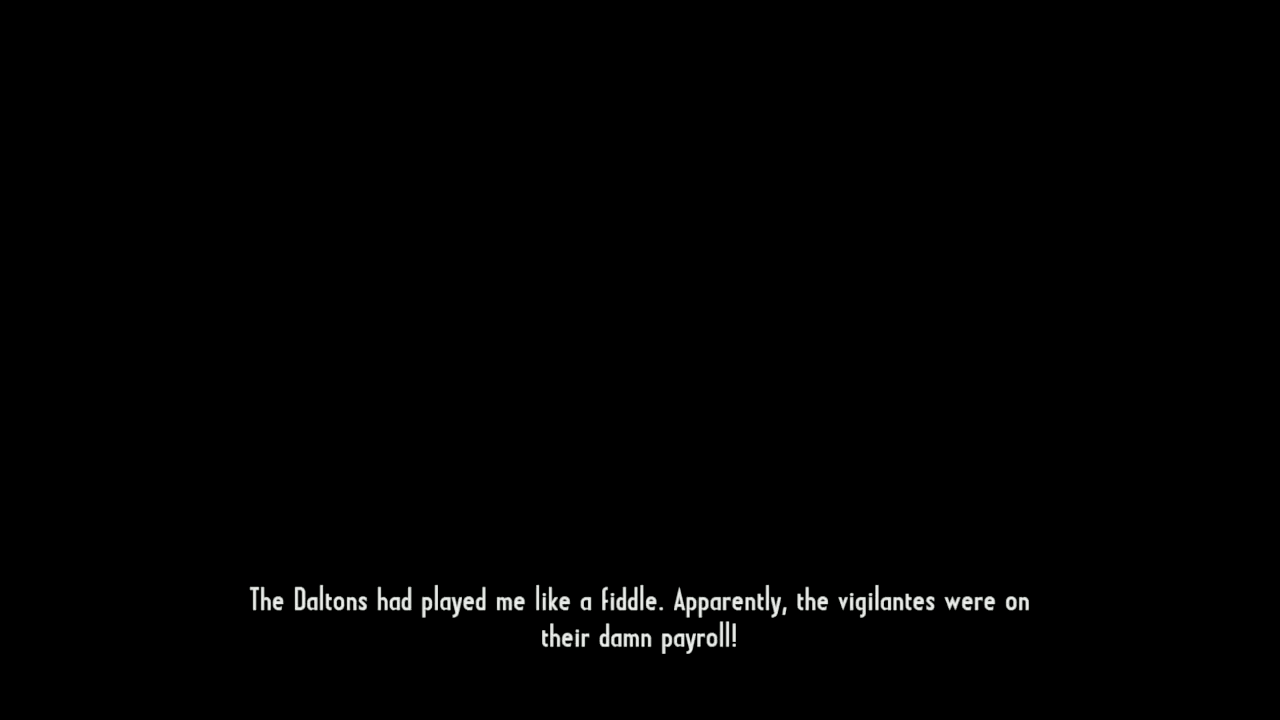 The Daltons had played me like a fiddle. Apparently, the vigilantes were on
their damn payroll!